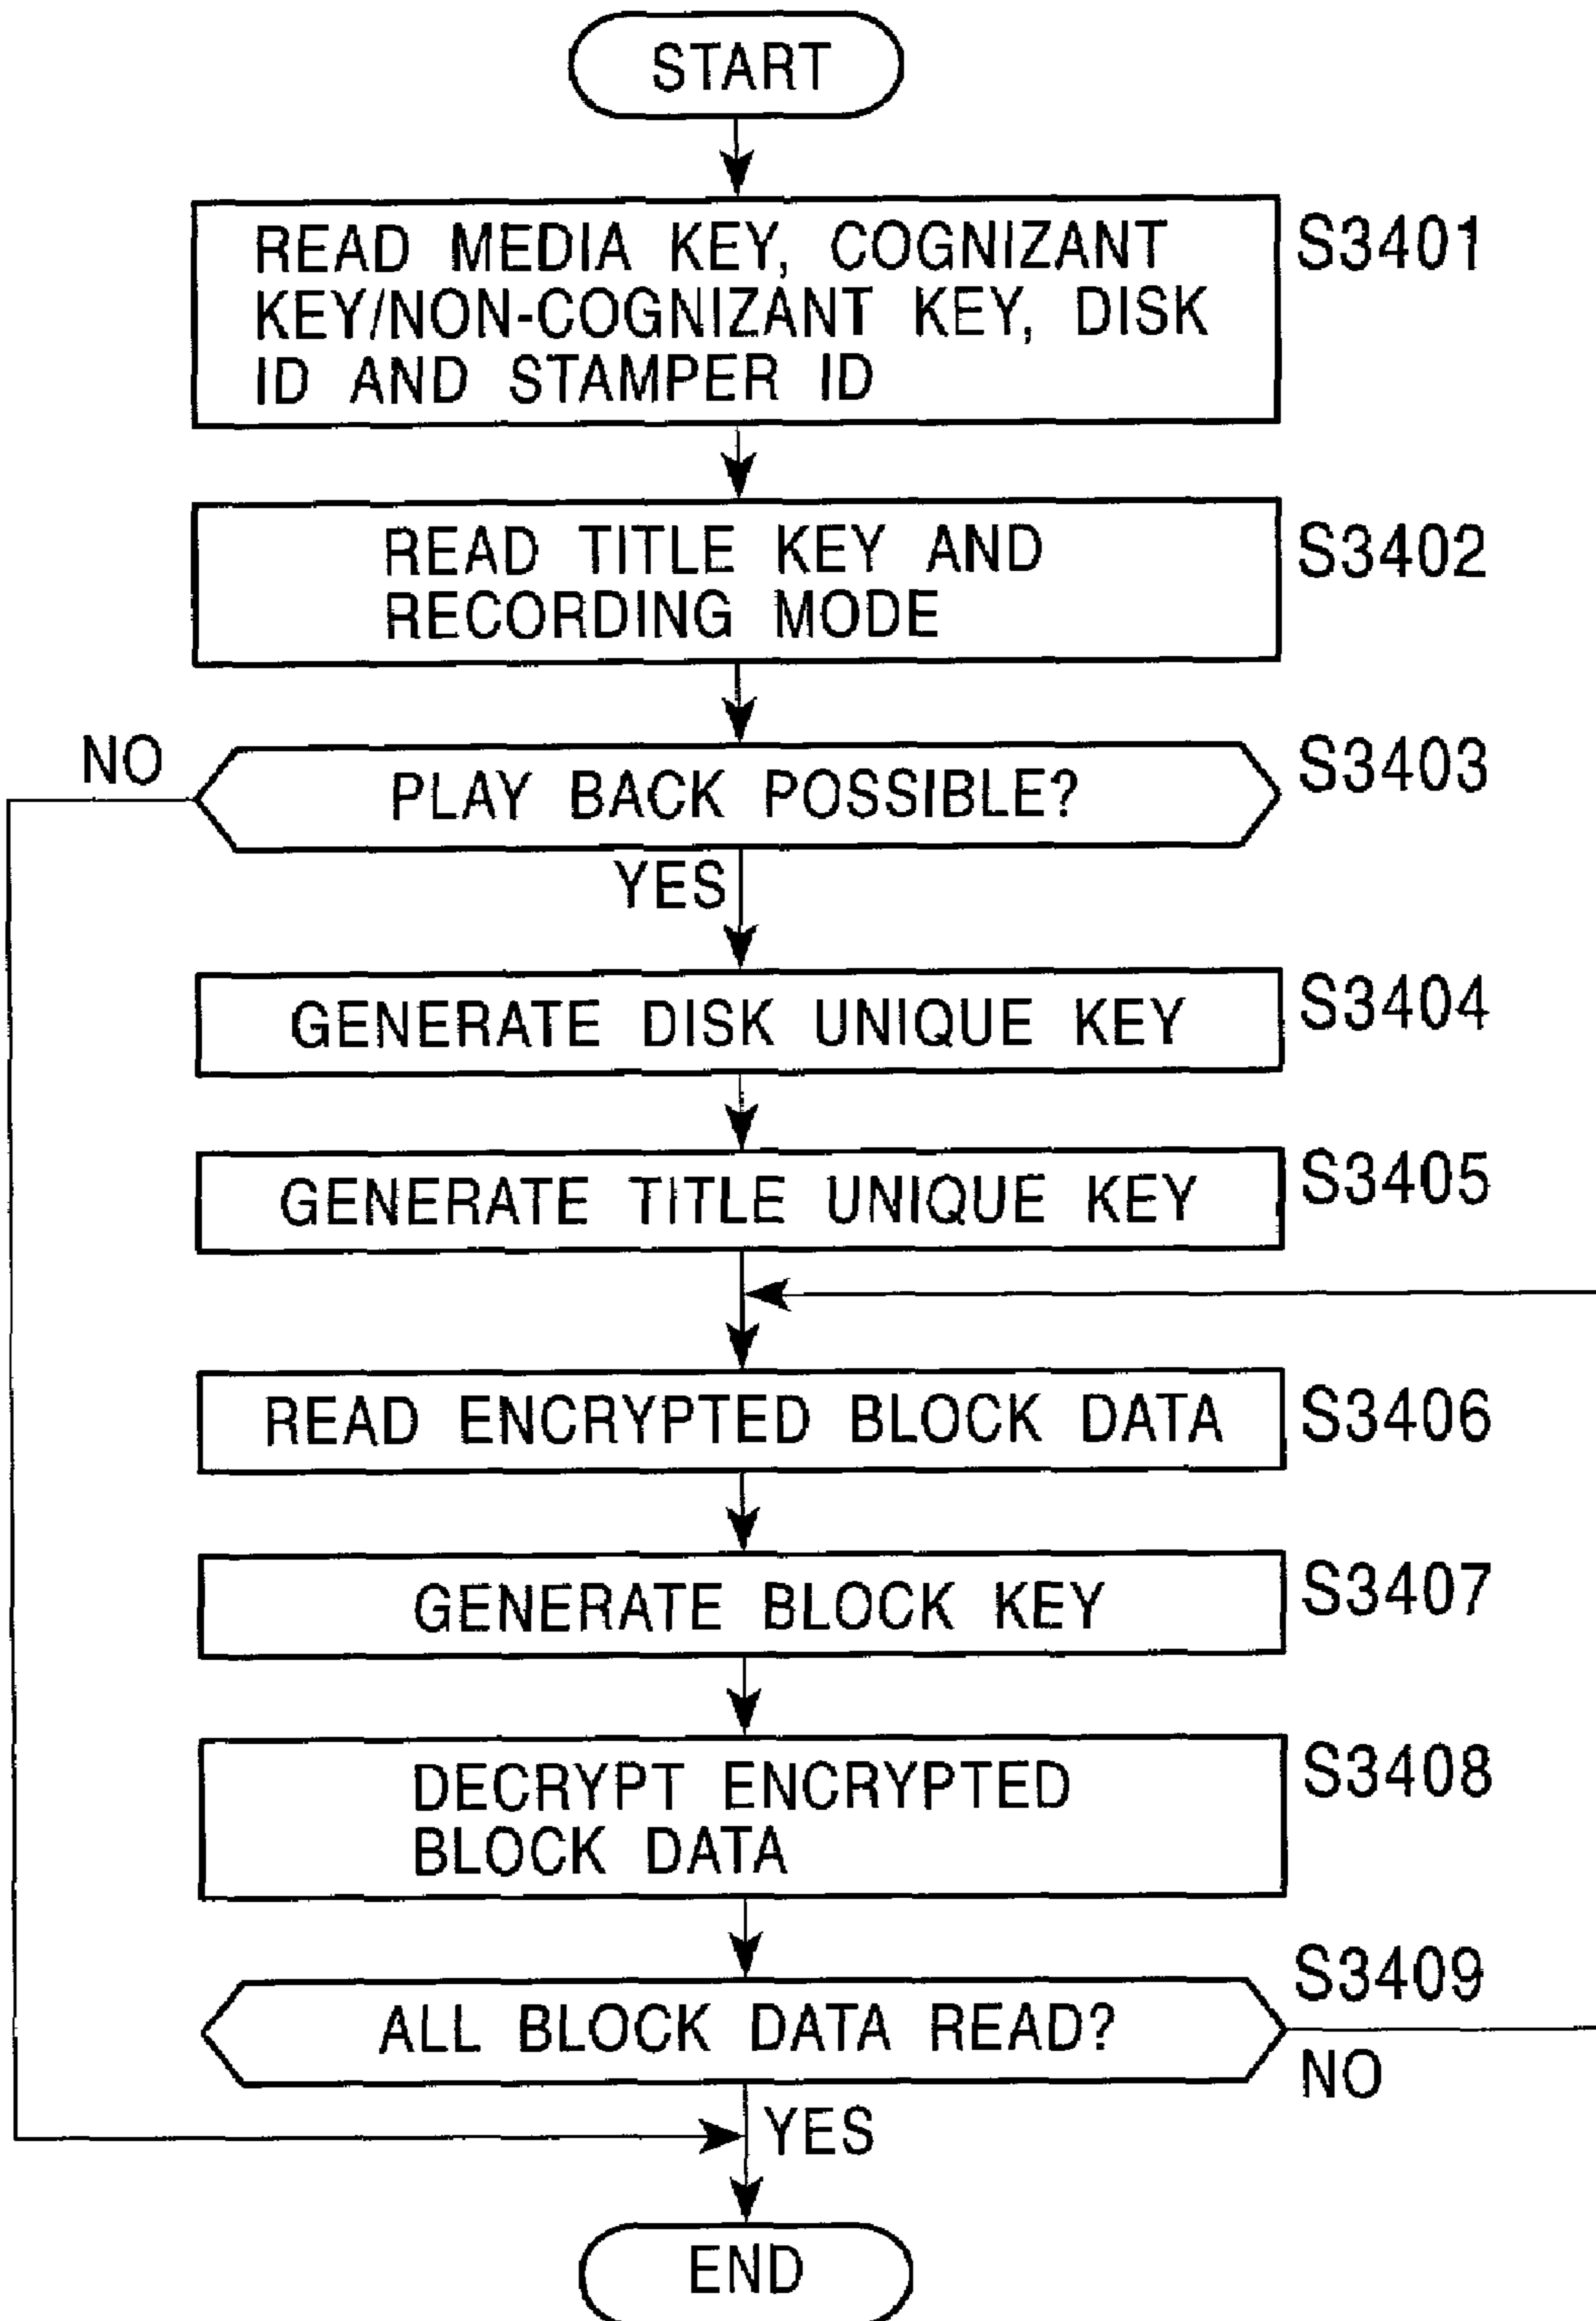 START
READ MEDIA KEY, COGNIZANT
KEY/NON-COGNIZANT KEY, DISK
ID AND STAMPER ID
S3401
READ TITLE KEY AND
RECORDING MODE
S3402
NO
PLAY BACK POSSIBLE?
S3403
YES
GENERATE DISK UNIQUE KEY
S3404
GENERATE TITLE UNIQUE KEY
S3405
READ ENCRYPTED BLOCK DATA
S3406
GENERATE BLOCK KEY
S3407
DECRYPT ENCRYPTED
BLOCK DATA
S3408
ALL BLOCK DATA READ?
S3409
NO
YES
END